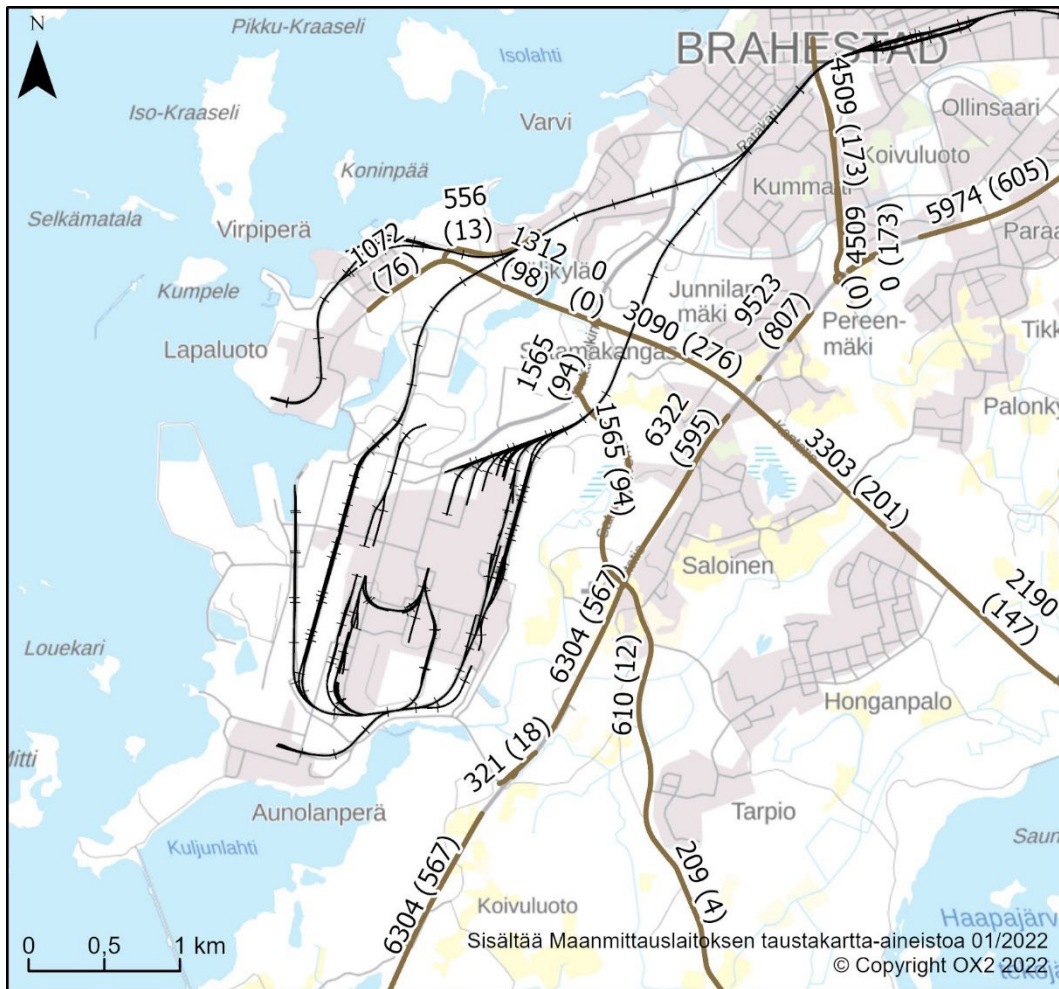 N
Pikku-Kraaseli
Isolahti
BRAHESTAD
Iso-Kraaseli
Varvi
Ollinsaari
Ratakatu
4509 (173)
Koivuluoto
Koninpää
Kummatti
5974 (605)
Selkämatala
Virpiperä
556
(13)
1072
(76)
1312
(98)
0
(0)
4509
(0)
0 (173)
Kumpele
Junnilan-
mäki
9523
(807)
Pereen-
mäki
Lapaluoto
3090 (276)
1565
(94)
6322
(595)
1565 (94)
3303 (201)
Saloinen
2190
(147)
Louekari
6304 (567)
610 (12)
Honganpalo
321 (18)
Aunolanperä
Tarpio
Kuljunlahti
209 (4)
6304 (567)
Koivuluoto
0 0,5 1 km
Sisältää Maanmittauslaitoksen taustakartta-aineistoa 01/2022
© Copyright OX2 2022